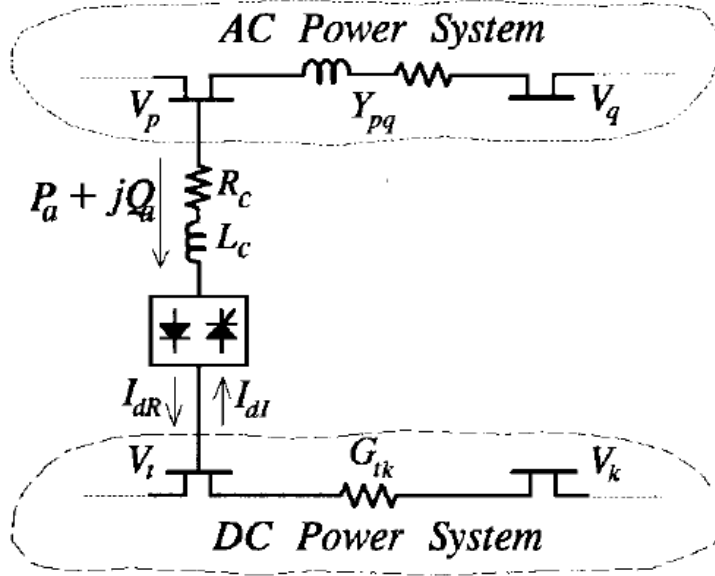 AC Power System
V_p
Y_pq
V_q
P_a + jQ_a
R_c
L_c
I_dR
I_dI
V_t
G_tk
V_k
DC Power System